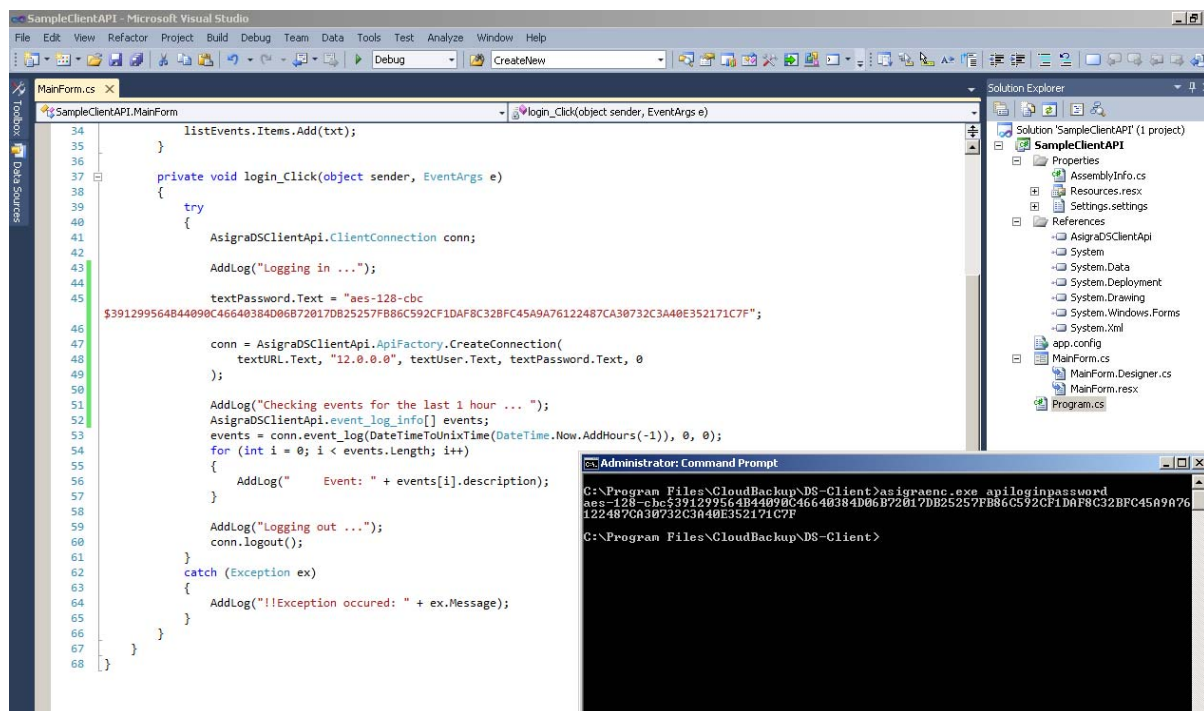 SampleClientAPI - Microsoft Visual Studio
File Edit View Refactor Project Build Debug Team Data Tools Test Analyze Window Help
Debug CreateNew
Toolbox
Data Sources
MainForm.cs
SampleClientAPI.MainForm login_Click(object sender, EventArgs e)
34 listEvents.Items.Add(txt);
35 }
36
37 private void login_Click(object sender, EventArgs e)
38 {
39 try
40 {
41 AsigraDSClientApi.ClientConnection conn;
42
43 AddLog("Logging in ...");
44
45 textPassword.Text = "aes-128-cbc
$391299564B44090C46640384D06B72017DB25257FB86C592CF1DAF8C32BFC45A9A76122487CA30732C3A40E352171C7F";
46
47 conn = AsigraDSClientApi.ApiFactory.CreateConnection(
48 textURL.Text, "12.0.0.0", textUser.Text, textPassword.Text, 0
49 );
50
51 AddLog("Checking events for the last 1 hour ... ");
52 AsigraDSClientApi.event_log_info[] events;
53 events = conn.event_log(DateTimeToUnixTime(DateTime.Now.AddHours(-1)), 0, 0);
54 for (int i = 0; i < events.Length; i++)
55 {
56 AddLog("     Event: " + events[i].description);
57 }
58
59 AddLog("Logging out ...");
60 conn.logout();
61 }
62 catch (Exception ex)
63 {
64 AddLog("!!Exception occured: " + ex.Message);
65 }
66 }
67 }
68 }
Solution Explorer
Solution 'SampleClientAPI' (1 project)
SampleClientAPI
Properties
AssemblyInfo.cs
Resources.resx
Settings.settings
References
AsigraDSClientApi
System
System.Data
System.Deployment
System.Drawing
System.Windows.Forms
System.Xml
app.config
MainForm.cs
MainForm.Designer.cs
MainForm.resx
Program.cs
Administrator: Command Prompt
C:\Program Files\CloudBackup\DS-Client>asigraenc.exe apiloginpassword
aes-128-cbc$391299564B44090C46640384D06B72017DB25257FB86C592CF1DAF8C32BFC45A9A76
122487CA30732C3A40E352171C7F
C:\Program Files\CloudBackup\DS-Client>